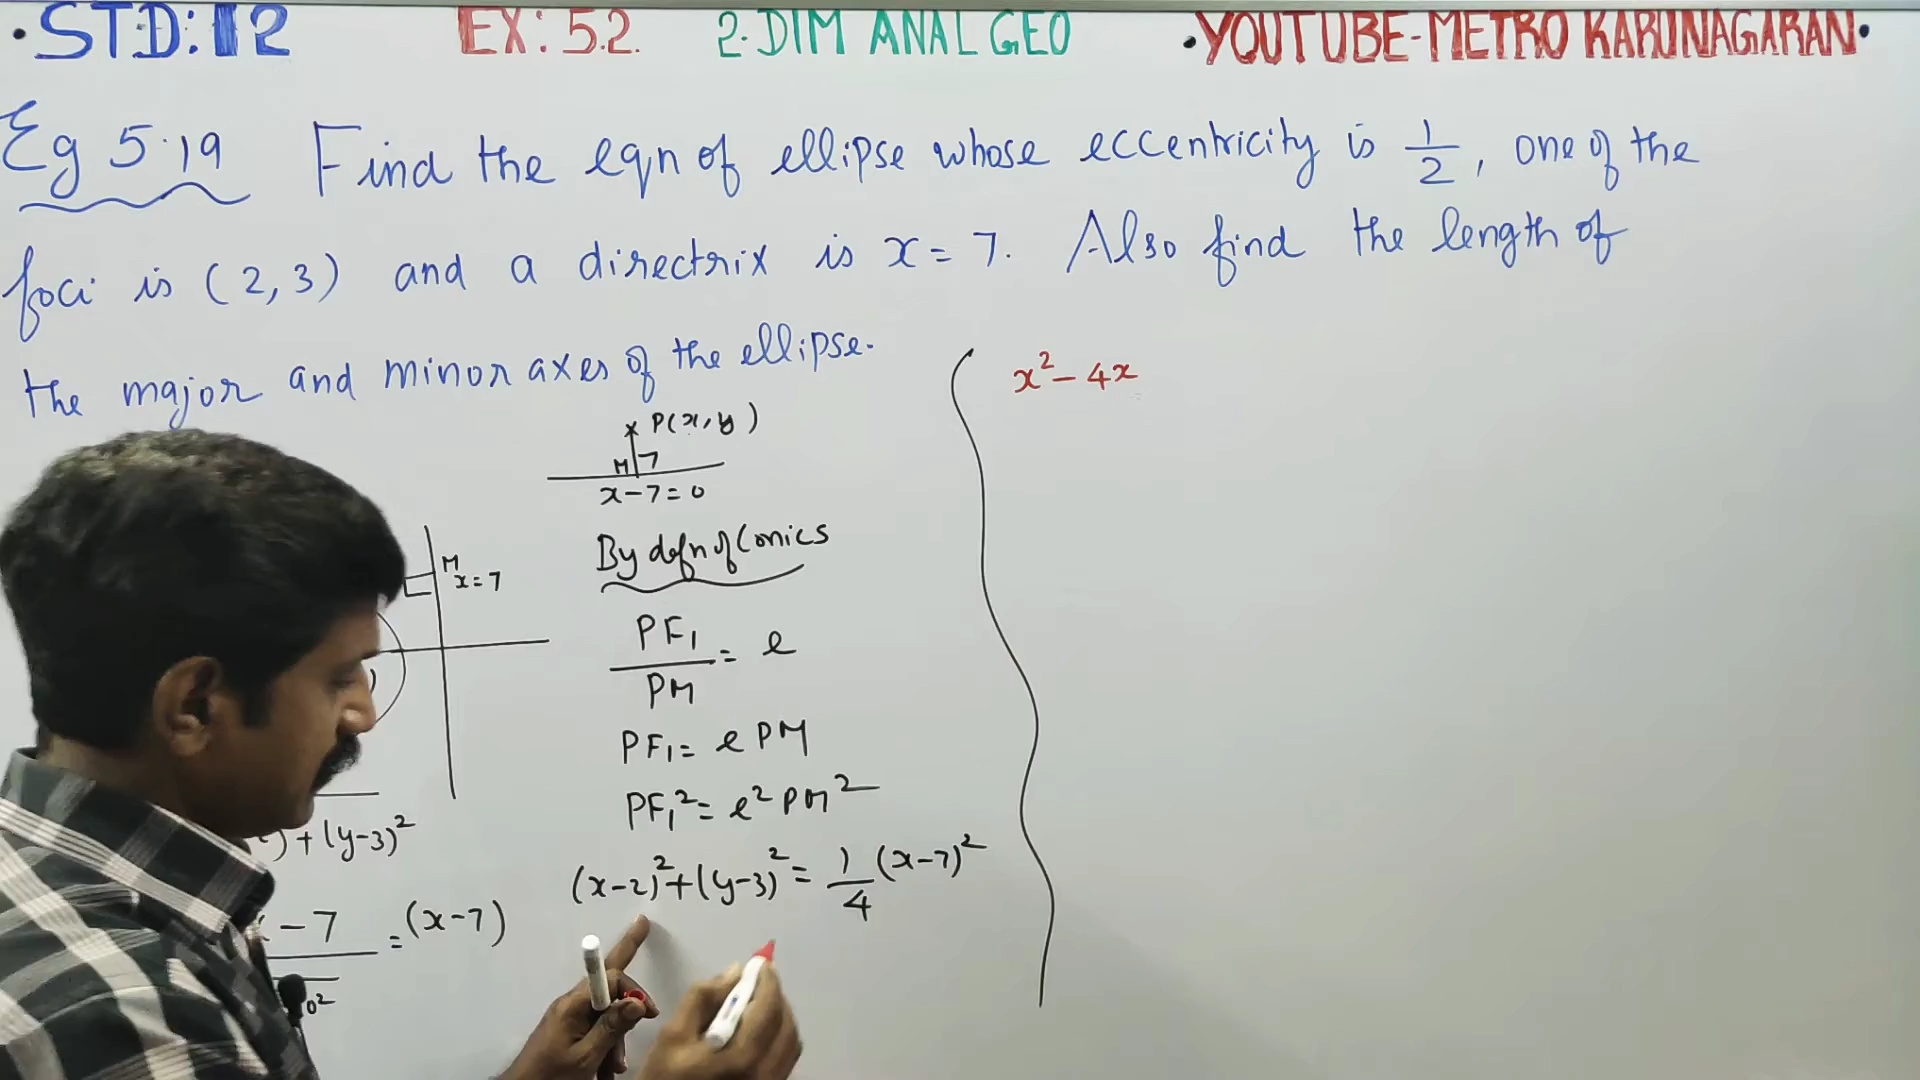 •STD: 12 EX: 5.2. 2-DIM ANAL GEO •YOUTUBE-METRO KARUNAGARAN•
Eg 5.19 Find the eqn of ellipse whose eccentricity is 1/2, one of the
foci is (2,3) and a directrix is x = 7. Also find the length of
the major and minor axes of the ellipse.
x² - 4x
P(x,y)
M
x-7=0
By defn of Conics
M
x=7
PF₁/PM = e
PF₁ = e PM
PF₁² = e² PM²
) + (y-3)²
(x-2)² + (y-3)² = 1/4 (x-7)²
-7 = (x-7)
0²